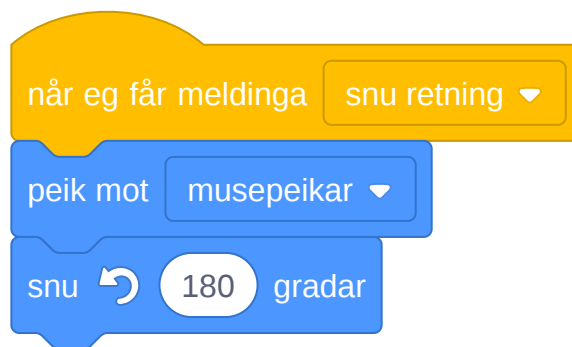 når eg får meldinga snu retning
peik mot musepeikar
snu 180 gradar